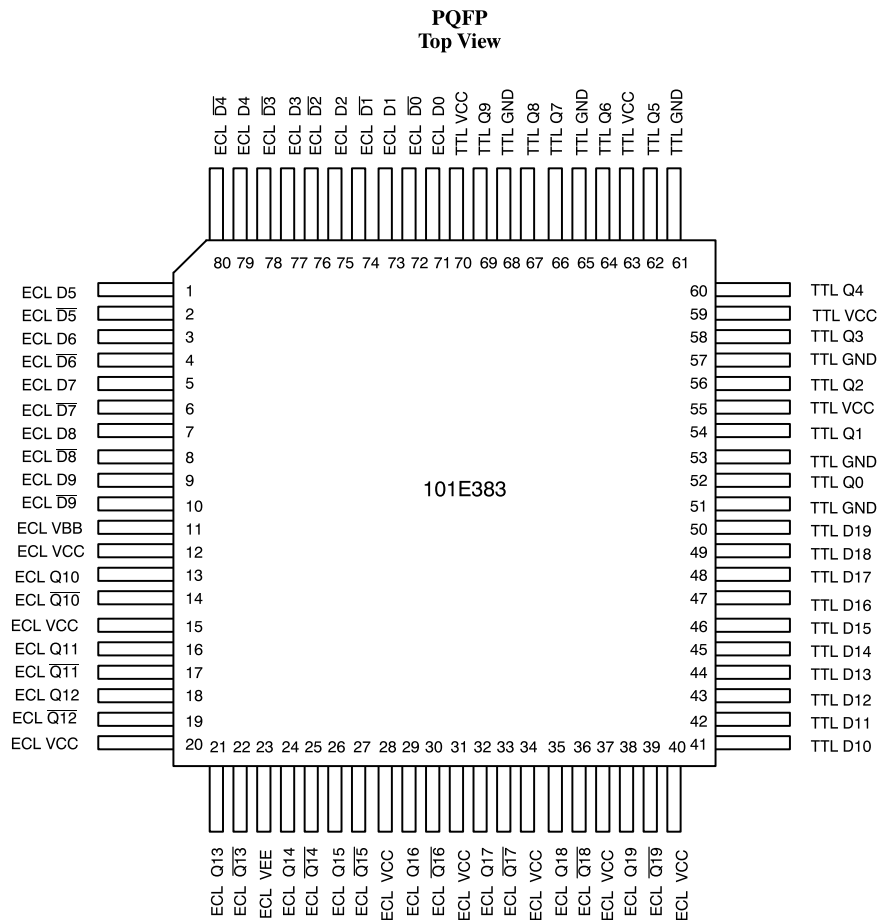 PQFP
Top View
ECL D̅4̅
ECL D4
ECL D̅3̅
ECL D3
ECL D̅2̅
ECL D2
ECL D̅1̅
ECL D1
ECL D̅0̅
ECL D0
TTL VCC
TTL Q9
TTL GND
TTL Q8
TTL Q7
TTL GND
TTL Q6
TTL VCC
TTL Q5
TTL GND
80 79 78 77 76 75 74 73 72 71 70 69 68 67 66 65 64 63 62 61
ECL D5 1
ECL D̅5̅ 2
ECL D6 3
ECL D̅6̅ 4
ECL D7 5
ECL D̅7̅ 6
ECL D8 7
ECL D̅8̅ 8
ECL D9 9
ECL D̅9̅ 10
ECL VBB 11
ECL VCC 12
ECL Q10 13
ECL Q̅1̅0̅ 14
ECL VCC 15
ECL Q11 16
ECL Q̅1̅1̅ 17
ECL Q12 18
ECL Q̅1̅2̅ 19
ECL VCC 20
101E383
60 TTL Q4
59 TTL VCC
58 TTL Q3
57 TTL GND
56 TTL Q2
55 TTL VCC
54 TTL Q1
53 TTL GND
52 TTL Q0
51 TTL GND
50 TTL D19
49 TTL D18
48 TTL D17
47 TTL D16
46 TTL D15
45 TTL D14
44 TTL D13
43 TTL D12
42 TTL D11
41 TTL D10
21 22 23 24 25 26 27 28 29 30 31 32 33 34 35 36 37 38 39 40
ECL Q13
ECL Q̅1̅3̅
ECL VEE
ECL Q14
ECL Q̅1̅4̅
ECL Q15
ECL Q̅1̅5̅
ECL VCC
ECL Q16
ECL Q̅1̅6̅
ECL VCC
ECL Q17
ECL Q̅1̅7̅
ECL VCC
ECL Q18
ECL Q̅1̅8̅
ECL VCC
ECL Q19
ECL Q̅1̅9̅
ECL VCC